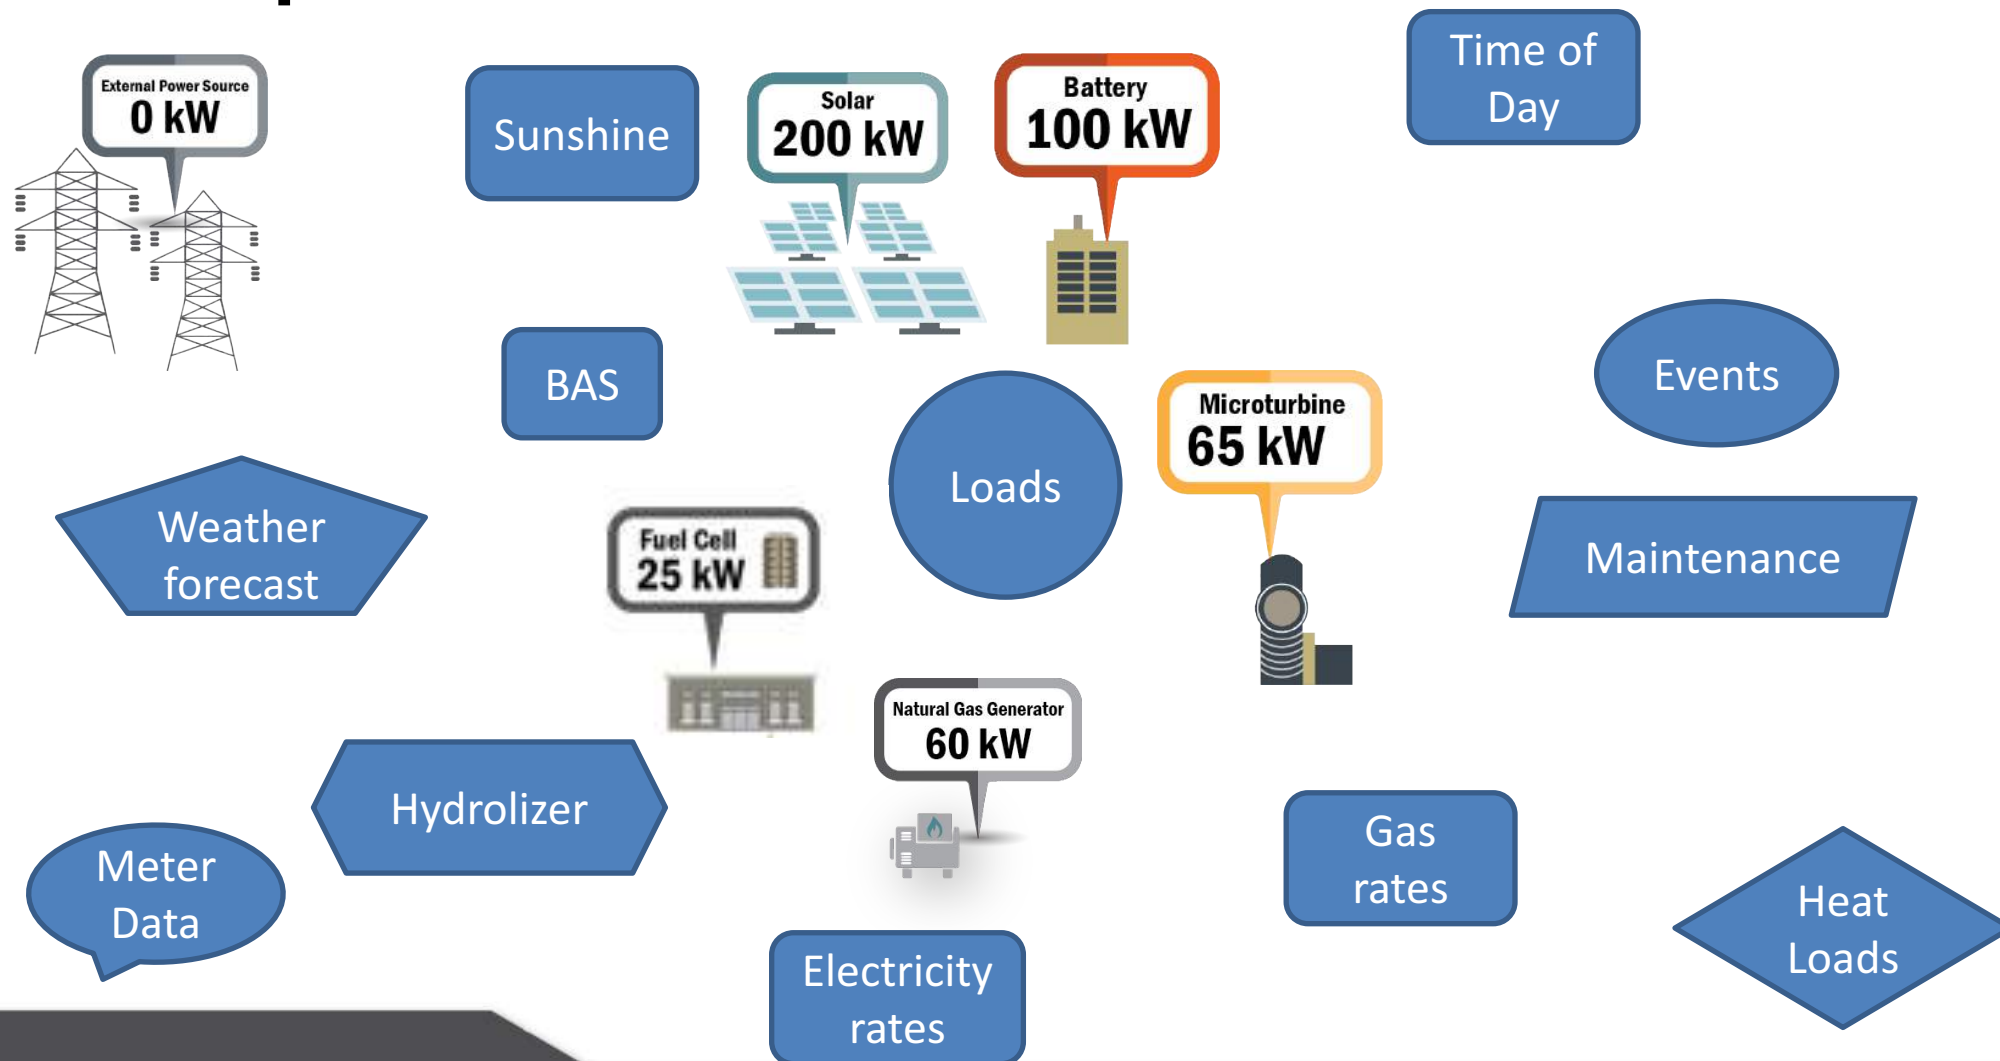 External Power Source
0 kW
Sunshine
Solar
200 kW
Battery
100 kW
Time of
Day
BAS
Loads
Microturbine
65 kW
Events
Weather
forecast
Fuel Cell
25 kW
Maintenance
Natural Gas Generator
60 kW
Hydrolizer
Meter
Data
Gas
rates
Heat
Loads
Electricity
rates